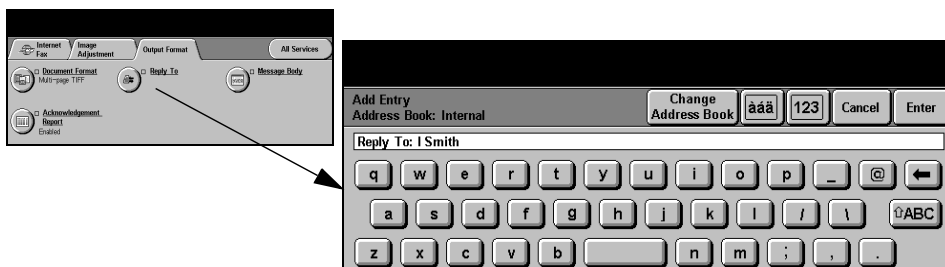 Internet Fax
Image Adjustment
Output Format
All Services
Document Format
Multi-page TIFF
Reply To
Message Body
Acknowledgement Report
Enabled
Add Entry
Address Book: Internal
Change Address Book
àáä
123
Cancel
Enter
Reply To: I Smith
q w e r t y u i o p _ @
a s d f g h j k l / \ ⇧ABC
z x c v b n m ; , .